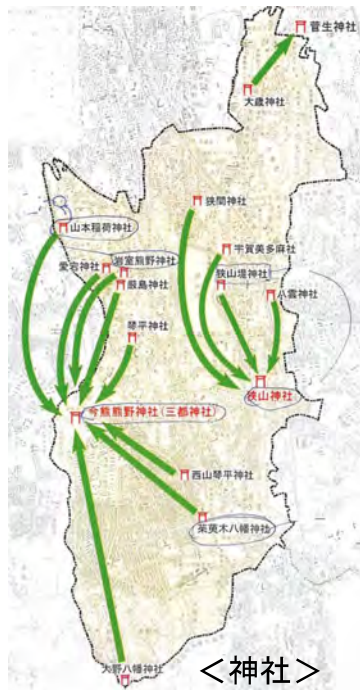 菅生神社
大歳神社
狭間神社
山本稲荷神社
宇賀美多麻社
岩室熊野神社
愛宕神社
狭山堤神社
厳島神社
八雲神社
琴平神社
狭山神社
今熊熊野神社(三都神社)
西山琴平神社
茱萸木八幡神社
大野八幡神社
＜神社＞